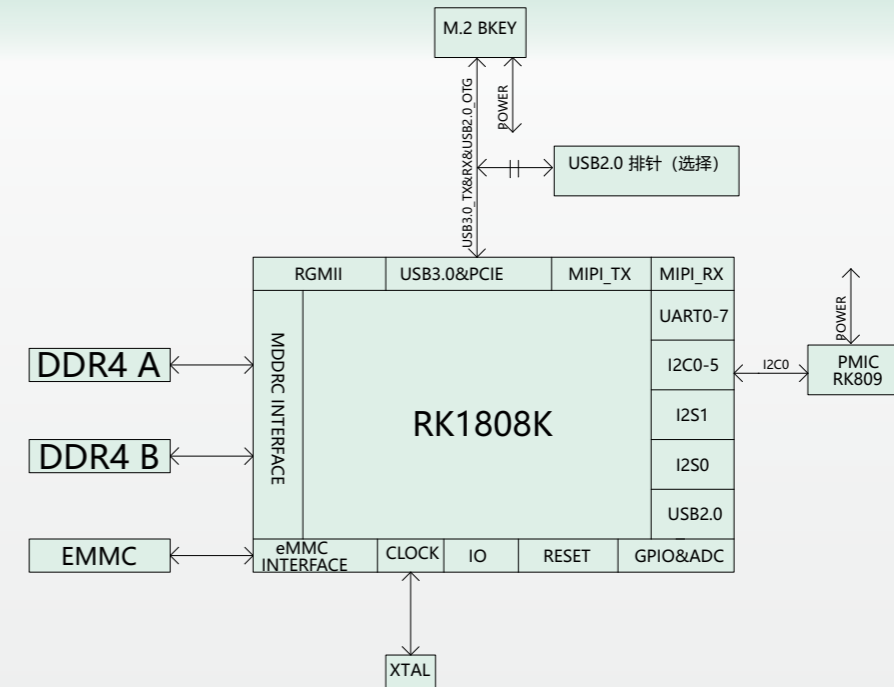 M.2 BKEY
USB3.0_TX&RX&USB2.0_OTG
POWER
USB2.0 排针（选择）
RGMII
USB3.0&PCIE
MIPI_TX
MIPI_RX
MDDRC INTERFACE
UART0-7
I2C0-5
I2S1
I2S0
USB2.0
RK1808K
DDR4 A
DDR4 B
EMMC
I2C0
POWER
PMIC
RK809
eMMC
INTERFACE
CLOCK
IO
RESET
GPIO&ADC
XTAL